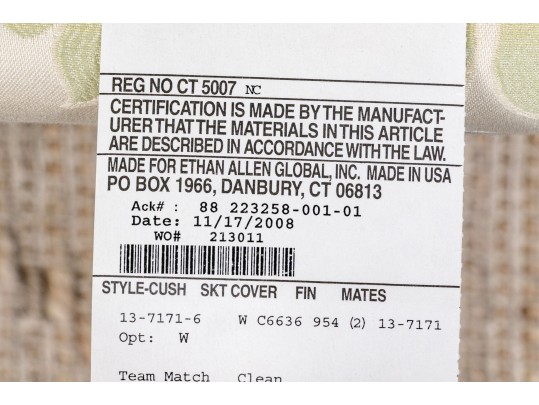 REG NO CT 5007 NC
CERTIFICATION IS MADE BY THE MANUFACT-
URER THAT THE MATERIALS IN THIS ARTICLE
ARE DESCRIBED IN ACCORDANCE WITH THE LAW.
MADE FOR ETHAN ALLEN GLOBAL, INC. MADE IN USA
PO BOX 1966, DANBURY, CT 06813
Ack# : 88 223258-001-01
Date: 11/17/2008
WO# 213011
STYLE-CUSH SKT COVER FIN MATES
13-7171-6 W C6636 954 (2) 13-7171
Opt: W
Team Match Clean